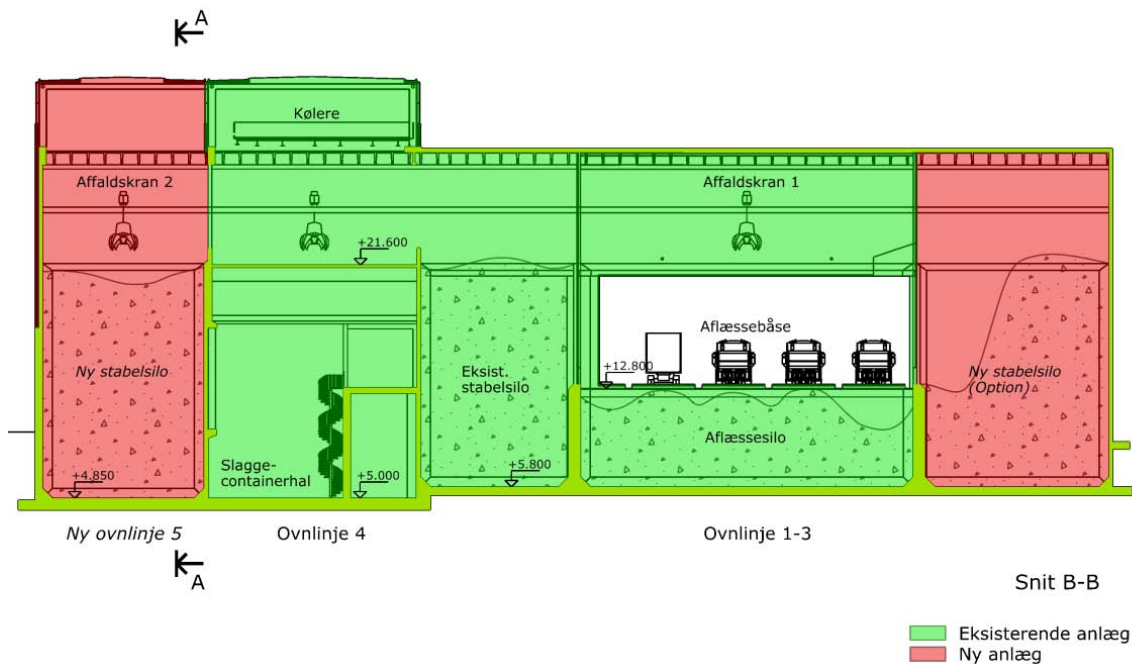 A
Kølere
Affaldskran 2
Affaldskran 1
+21.600
Aflæssebåse
Ny stabelsilo
Eksist.
stabelsilo
+12.800
Ny stabelsilo
(Option)
Aflæssesilo
Slagge-
containerhal
+4.850
+5.000
+5.800
Ny ovnlinje 5
Ovnlinje 4
Ovnlinje 1-3
A
Snit B-B
Eksisterende anlæg
Ny anlæg